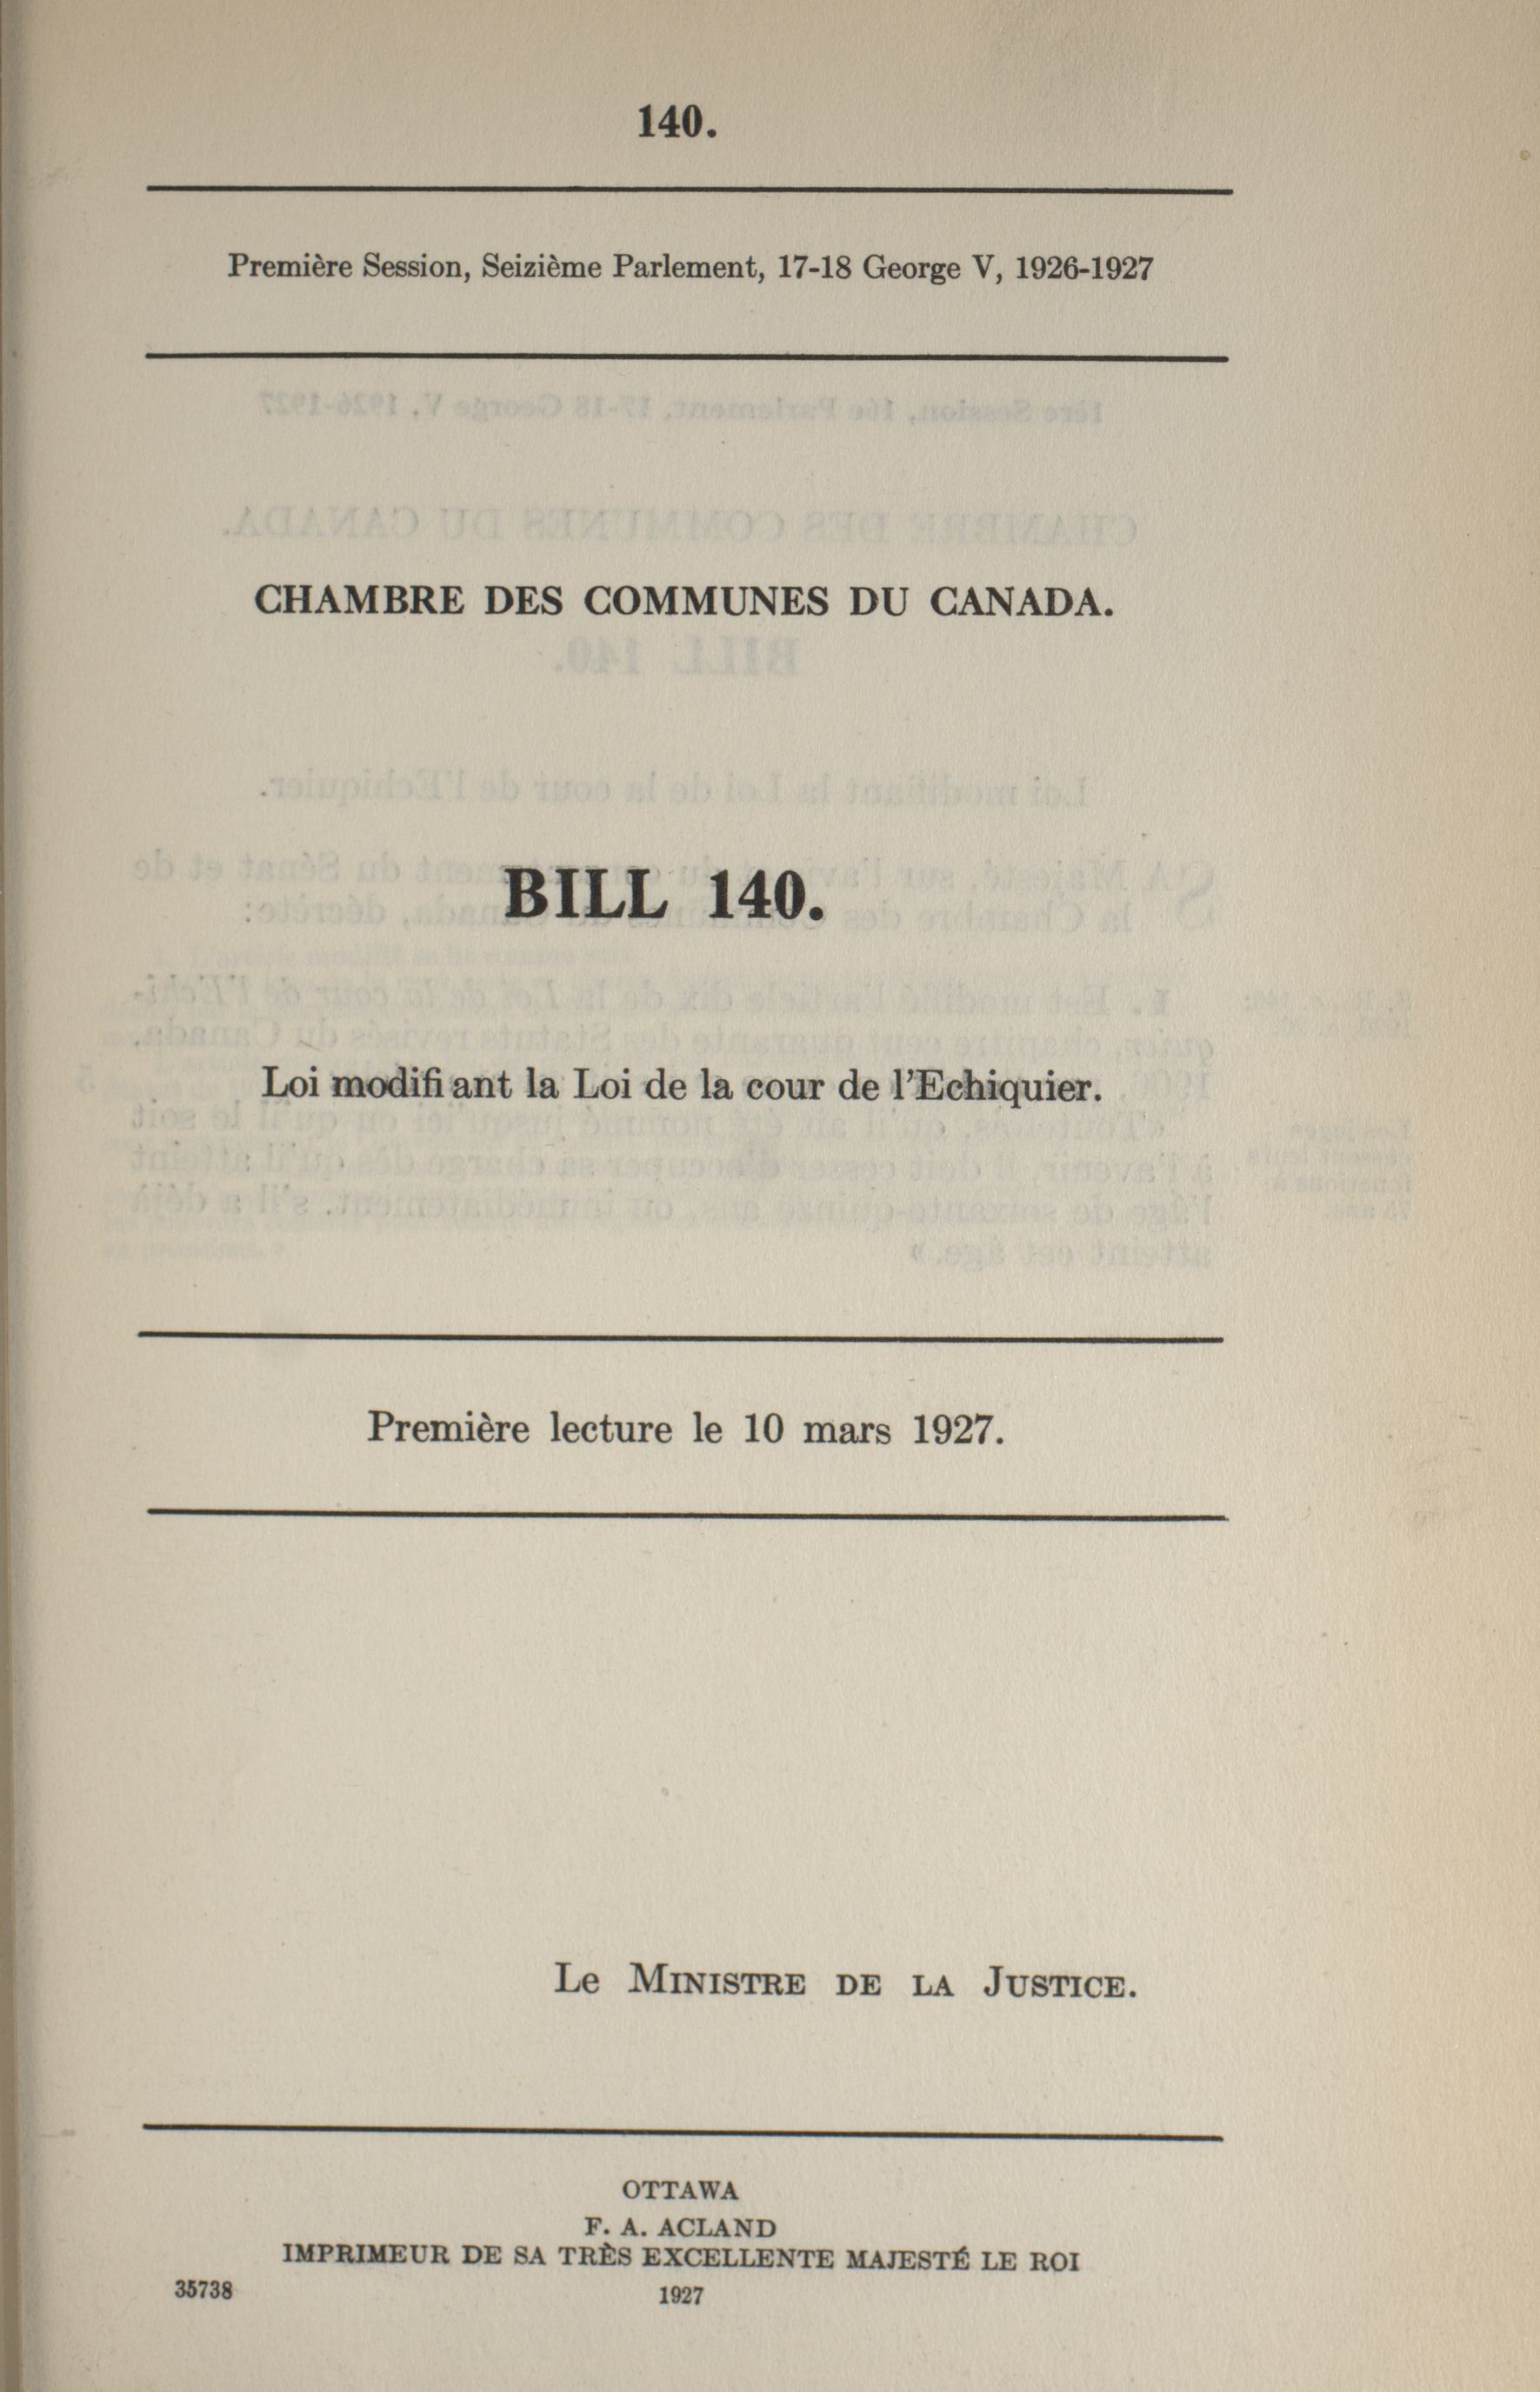 140.
Première Session, Seizième Parlement, 17-18 George V, 1926-1927
CHAMBRE DES COMMUNES DU CANADA.
BILL 140.
Loi modifiant la Loi de la cour de l'Echiquier.
Première lecture le 10 mars 1927.
Le Ministre de la Justice.
OTTAWA
F. A. ACLAND
IMPRIMEUR DE SA TRÈS EXCELLENTE MAJESTÉ LE ROI
35738 1927